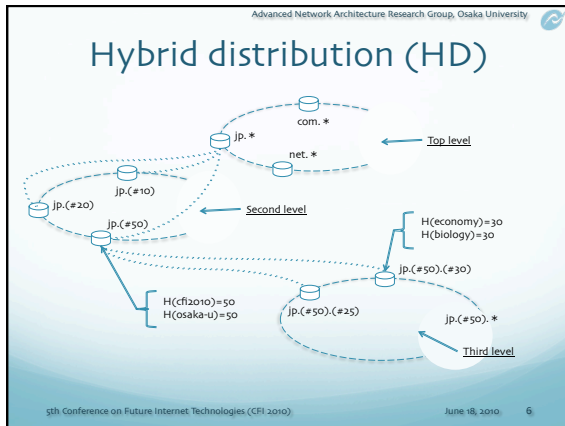 Advanced Network Architecture Research Group, Osaka University
Hybrid distribution (HD)
com. *
jp. *
net. *
Top level
jp.(#10)
jp.(#20)
jp.(#50)
Second level
H(economy)=30
H(biology)=30
jp.(#50).(#30)
H(cfi2010)=50
H(osaka-u)=50
jp.(#50).(#25)
jp.(#50). *
Third level
5th Conference on Future Internet Technologies (CFI 2010)
June 18, 2010
6